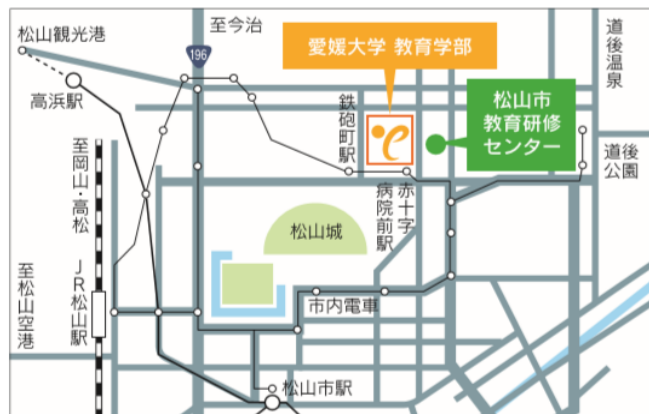 至今治
196
松山観光港
高浜駅
愛媛大学 教育学部
道後温泉
松山市
教育研修
センター
鉄砲町駅
道後
公園
至岡山・高松
赤十字
病院前駅
松山城
ＪＲ松山駅
至松山空港
市内電車
松山市駅